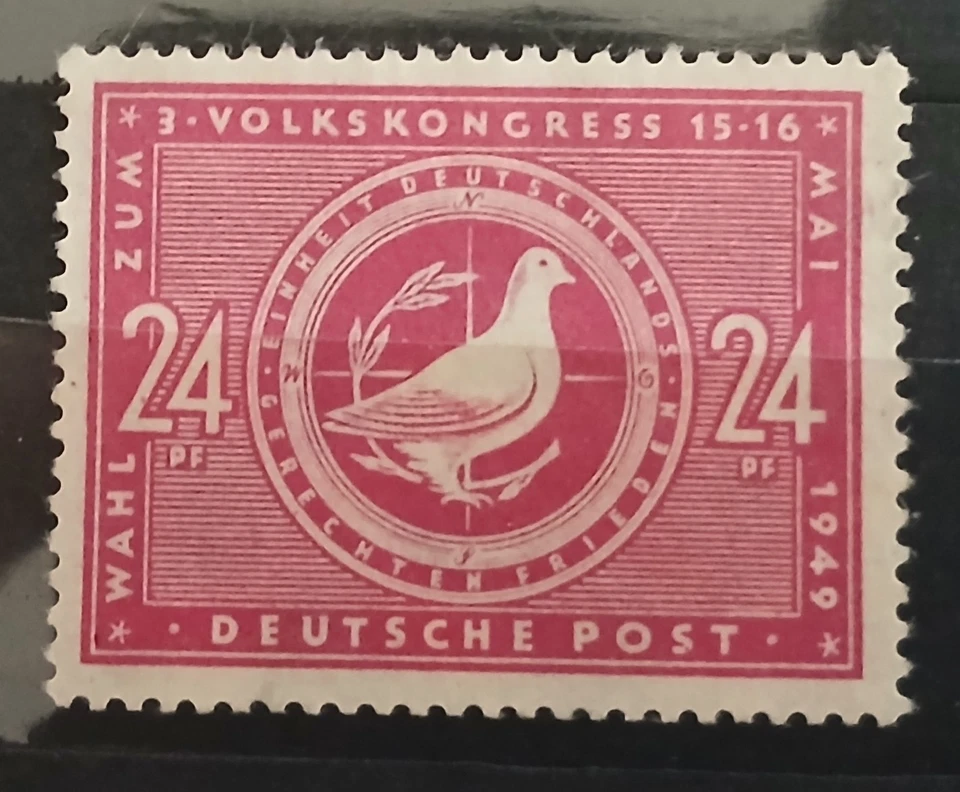 WAHL ZUM
3·VOLKSKONGRESS 15·16
MAI 1949
24
PF
24
PF
·EINHEIT DEUTSCHLANDS·
GERECHTEN FRIEDEN
N
W
O
S
· DEUTSCHE POST ·